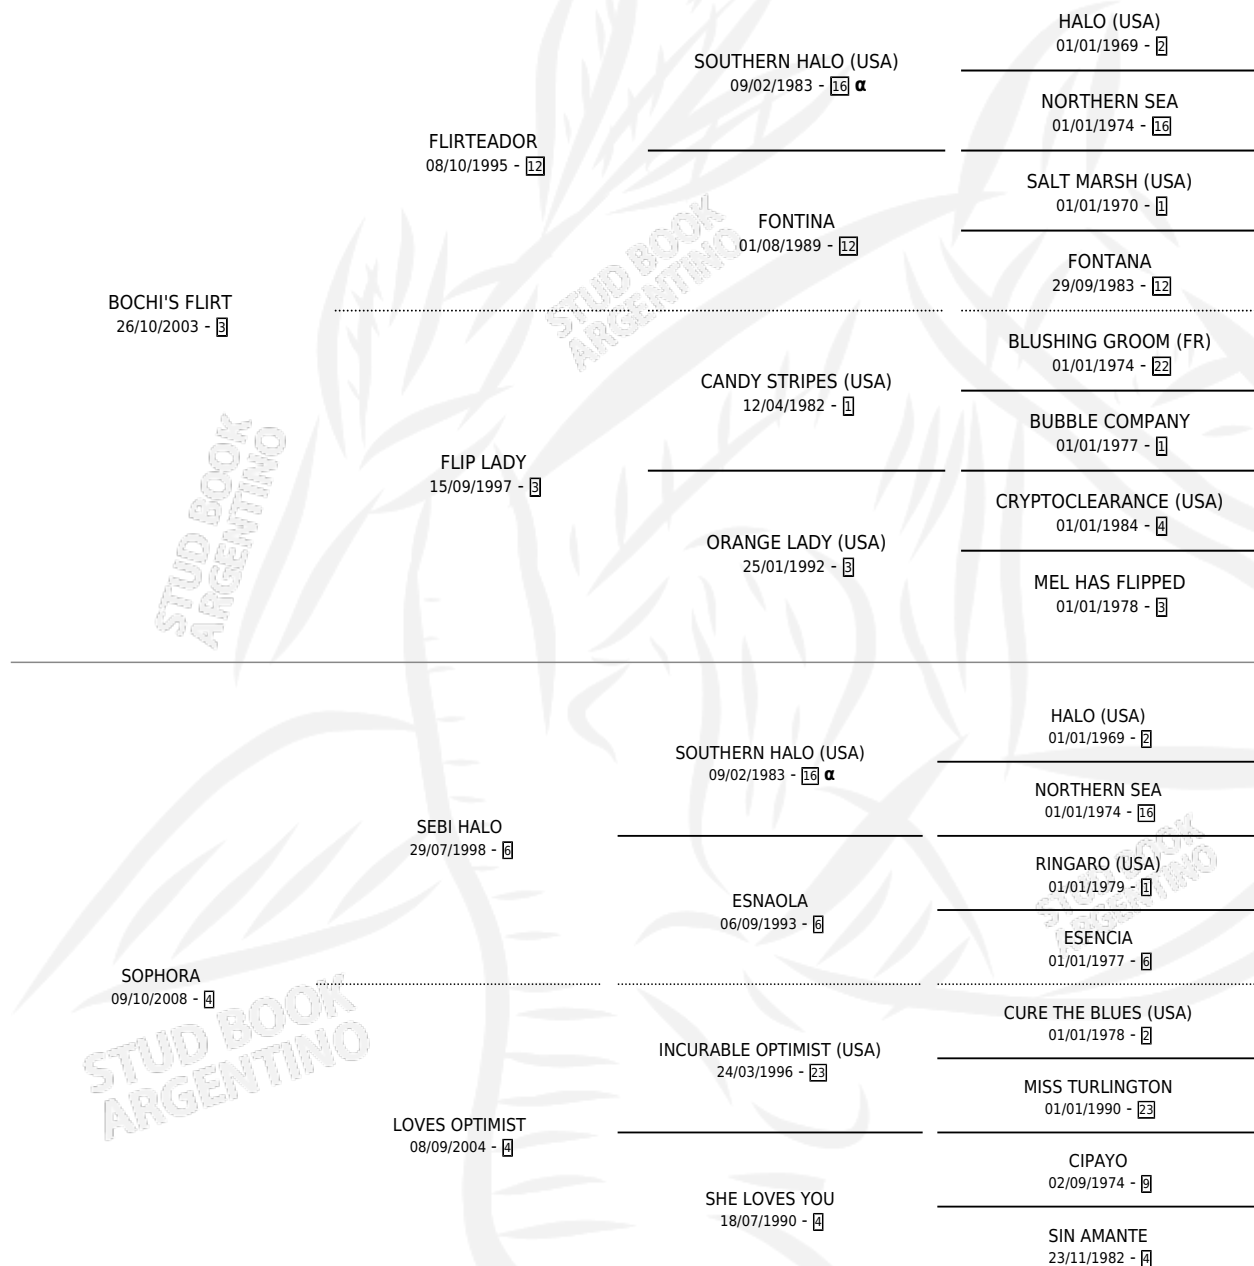 HALO (USA)
01/01/1969 - 2
SOUTHERN HALO (USA)
09/02/1983 - 16 α
NORTHERN SEA
01/01/1974 - 16
FLIRTEADOR
08/10/1995 - 12
SALT MARSH (USA)
01/01/1970 - 1
FONTINA
01/08/1989 - 12
FONTANA
29/09/1983 - 12
BOCHI'S FLIRT
26/10/2003 - 3
BLUSHING GROOM (FR)
01/01/1974 - 22
CANDY STRIPES (USA)
12/04/1982 - 1
BUBBLE COMPANY
01/01/1977 - 1
FLIP LADY
15/09/1997 - 3
CRYPTOCLEARANCE (USA)
01/01/1984 - 4
ORANGE LADY (USA)
25/01/1992 - 3
MEL HAS FLIPPED
01/01/1978 - 3
STUD BOOK
ARGENTINO
STUD BOOK
ARGENTINO
HALO (USA)
01/01/1969 - 2
SOUTHERN HALO (USA)
09/02/1983 - 16 α
NORTHERN SEA
01/01/1974 - 16
SEBI HALO
29/07/1998 - 6
RINGARO (USA)
01/01/1979 - 1
ESNAOLA
06/09/1993 - 6
ESENCIA
01/01/1977 - 6
SOPHORA
09/10/2008 - 4
CURE THE BLUES (USA)
01/01/1978 - 2
INCURABLE OPTIMIST (USA)
24/03/1996 - 23
MISS TURLINGTON
01/01/1990 - 23
LOVES OPTIMIST
08/09/2004 - 4
CIPAYO
02/09/1974 - 9
SHE LOVES YOU
18/07/1990 - 4
SIN AMANTE
23/11/1982 - 4
STUD BOOK
ARGENTINO
STUD BOOK
ARGENTINO